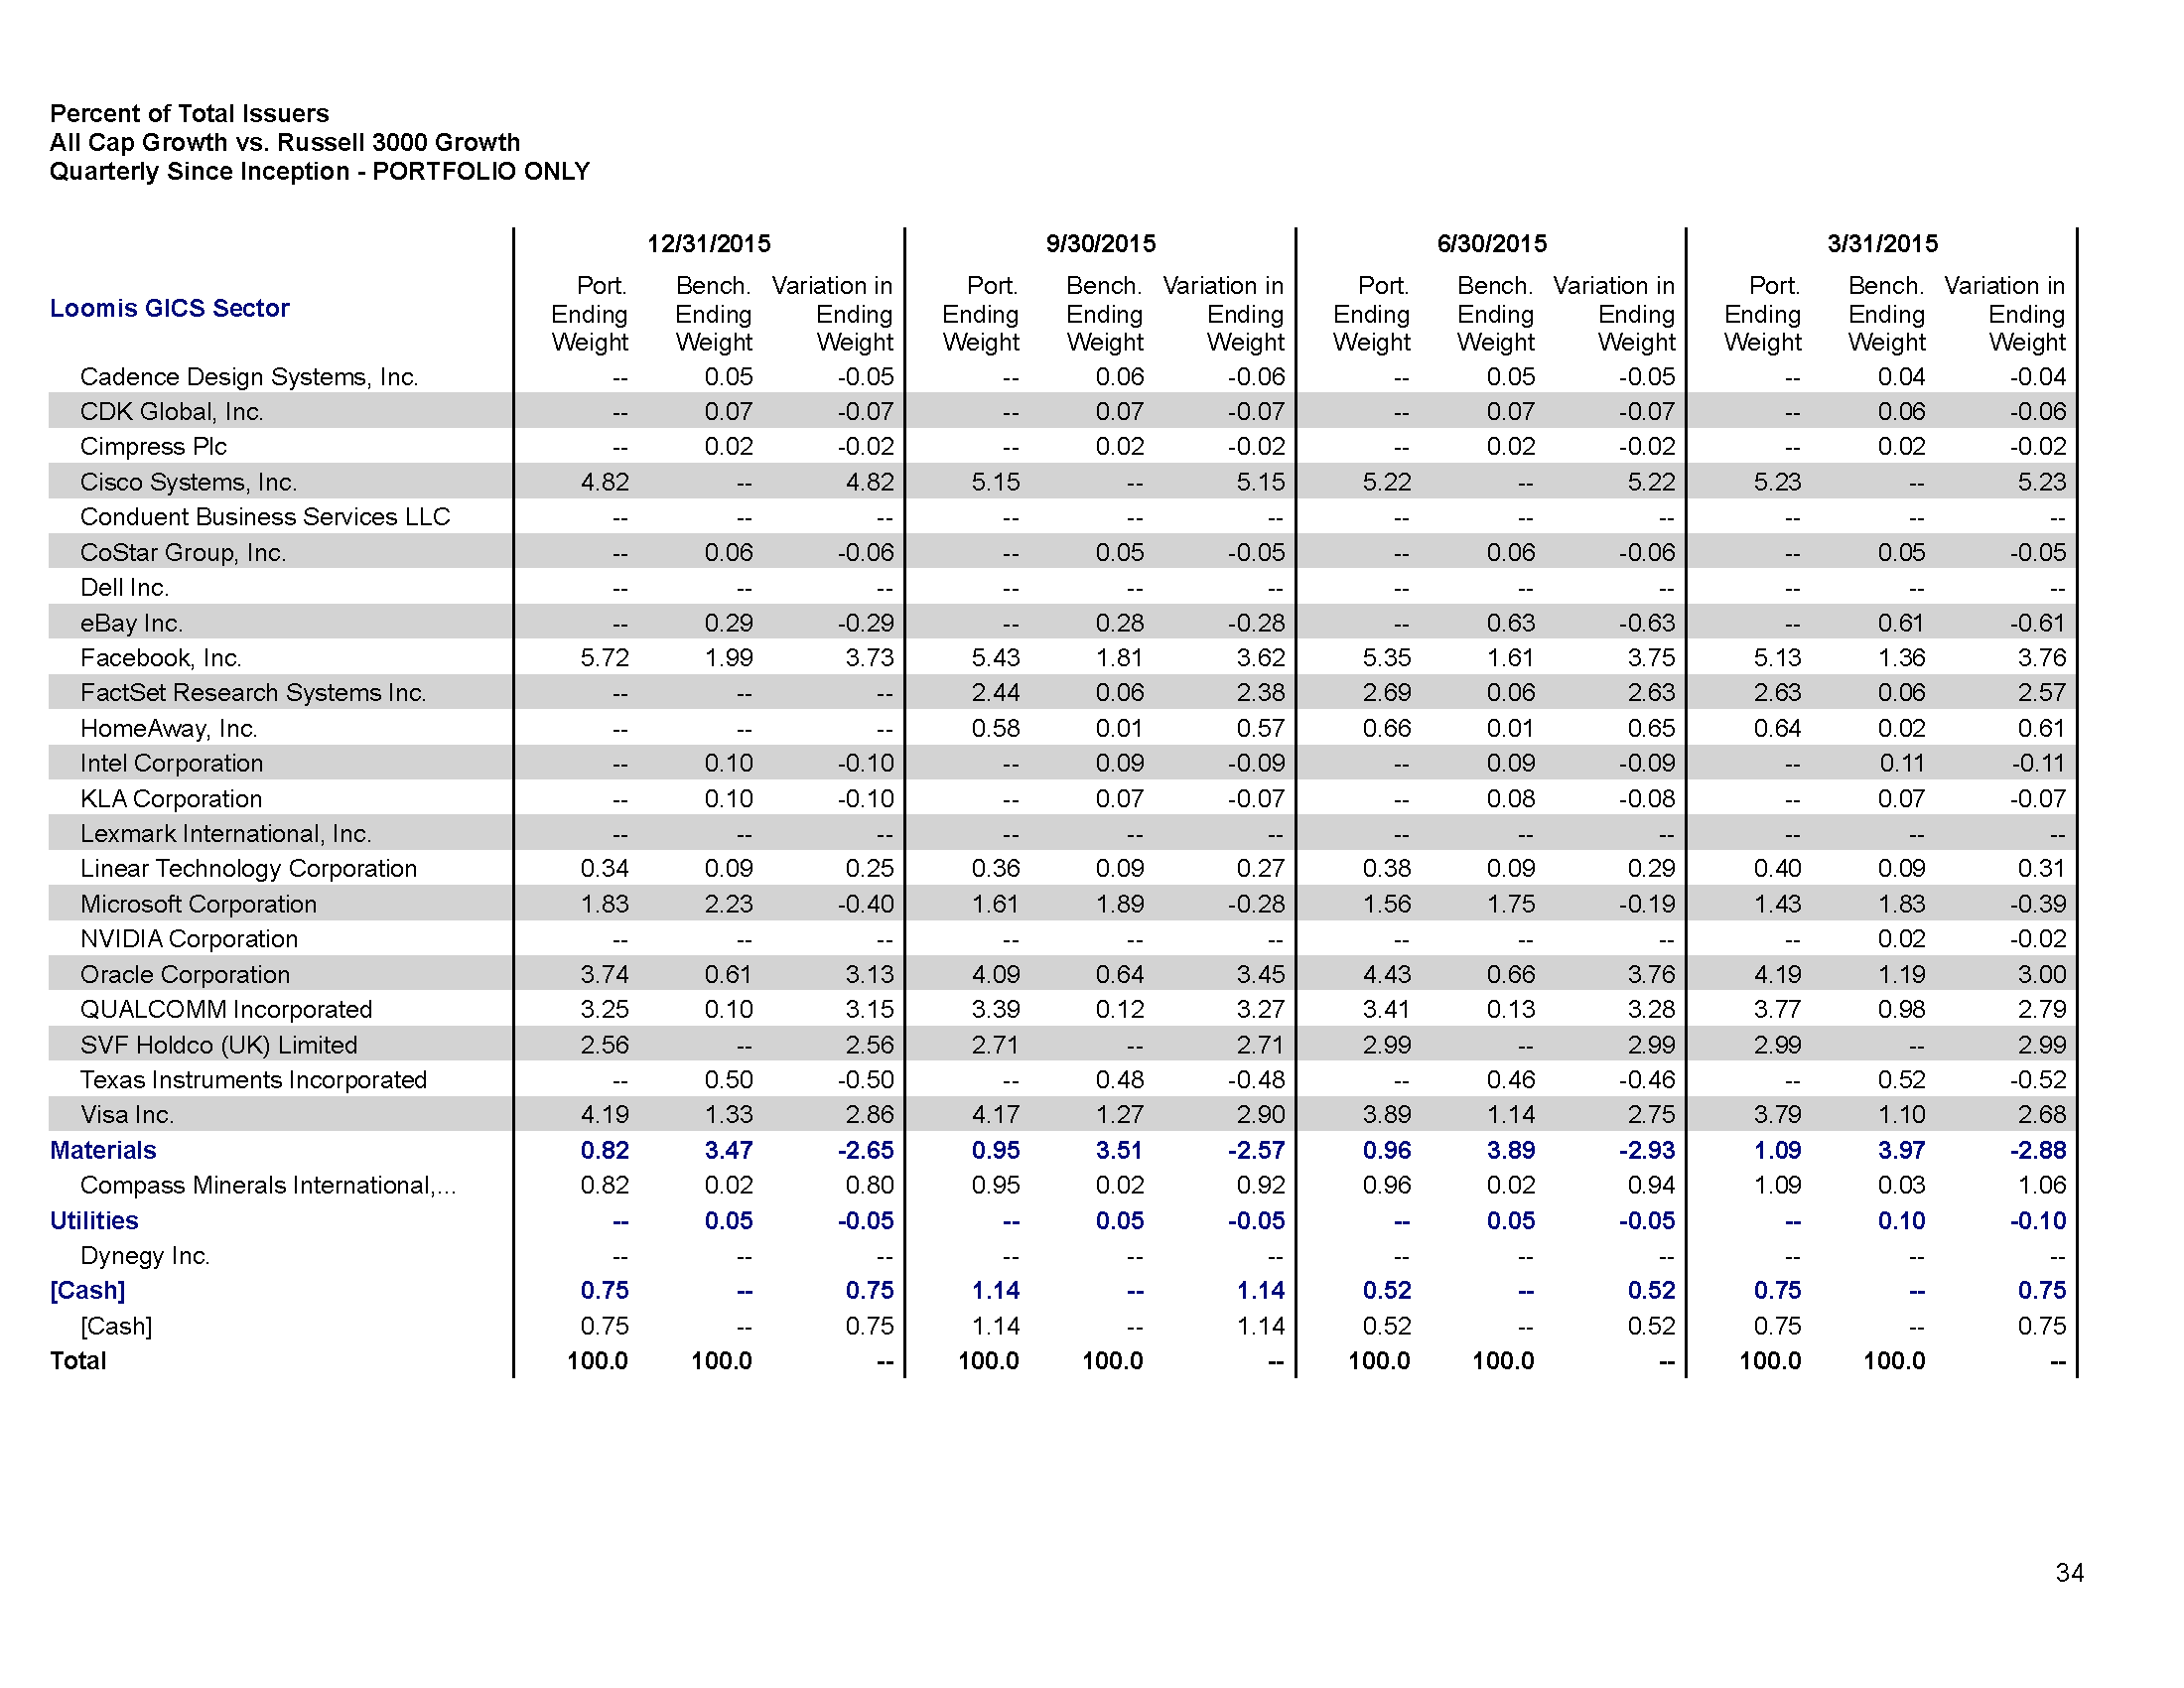 Percent of Total Issuers
All Cap Growth vs. Russell 3000 Growth
Quarterly Since Inception - PORTFOLIO ONLY
12/31/2015 9/30/2015 6/30/2015 3/31/2015
Port. Bench. Variation in Port. Bench. Variation in Port. Bench. Variation in Port. Bench. Variation in
Loomis GICS Sector Ending Ending Ending Ending Ending Ending Ending Ending Ending Ending Ending Ending
Weight Weight Weight Weight Weight Weight Weight Weight Weight Weight Weight Weight
Cadence Design Systems, Inc. -- 0.05 -0.05 -- 0.06 -0.06 -- 0.05 -0.05 -- 0.04 -0.04
CDK Global, Inc. -- 0.07 -0.07 -- 0.07 -0.07 -- 0.07 -0.07 -- 0.06 -0.06
Cimpress Plc -- 0.02 -0.02 -- 0.02 -0.02 -- 0.02 -0.02 -- 0.02 -0.02
Cisco Systems, Inc. 4.82 -- 4.82 5.15 -- 5.15 5.22 -- 5.22 5.23 -- 5.23
Conduent Business Services LLC -- -- -- -- -- -- -- -- -- -- -- --
CoStar Group, Inc. -- 0.06 -0.06 -- 0.05 -0.05 -- 0.06 -0.06 -- 0.05 -0.05
Dell Inc. -- -- -- -- -- -- -- -- -- -- -- --
eBay Inc. -- 0.29 -0.29 -- 0.28 -0.28 -- 0.63 -0.63 -- 0.61 -0.61
Facebook, Inc. 5.72 1.99 3.73 5.43 1.81 3.62 5.35 1.61 3.75 5.13 1.36 3.76
FactSet Research Systems Inc. -- -- -- 2.44 0.06 2.38 2.69 0.06 2.63 2.63 0.06 2.57
HomeAway, Inc. -- -- -- 0.58 0.01 0.57 0.66 0.01 0.65 0.64 0.02 0.61
Intel Corporation -- 0.10 -0.10 -- 0.09 -0.09 -- 0.09 -0.09 -- 0.11 -0.11
KLA Corporation -- 0.10 -0.10 -- 0.07 -0.07 -- 0.08 -0.08 -- 0.07 -0.07
Lexmark International, Inc. -- -- -- -- -- -- -- -- -- -- -- --
Linear Technology Corporation 0.34 0.09 0.25 0.36 0.09 0.27 0.38 0.09 0.29 0.40 0.09 0.31
Microsoft Corporation 1.83 2.23 -0.40 1.61 1.89 -0.28 1.56 1.75 -0.19 1.43 1.83 -0.39
NVIDIA Corporation -- -- -- -- -- -- -- -- -- -- 0.02 -0.02
Oracle Corporation 3.74 0.61 3.13 4.09 0.64 3.45 4.43 0.66 3.76 4.19 1.19 3.00
QUALCOMM Incorporated 3.25 0.10 3.15 3.39 0.12 3.27 3.41 0.13 3.28 3.77 0.98 2.79
SVF Holdco (UK) Limited 2.56 -- 2.56 2.71 -- 2.71 2.99 -- 2.99 2.99 -- 2.99
Texas Instruments Incorporated -- 0.50 -0.50 -- 0.48 -0.48 -- 0.46 -0.46 -- 0.52 -0.52
Visa Inc. 4.19 1.33 2.86 4.17 1.27 2.90 3.89 1.14 2.75 3.79 1.10 2.68
Materials 0.82 3.47 -2.65 0.95 3.51 -2.57 0.96 3.89 -2.93 1.09 3.97 -2.88
Compass Minerals International,... 0.82 0.02 0.80 0.95 0.02 0.92 0.96 0.02 0.94 1.09 0.03 1.06
Utilities -- 0.05 -0.05 -- 0.05 -0.05 -- 0.05 -0.05 -- 0.10 -0.10
Dynegy Inc. -- -- -- -- -- -- -- -- -- -- -- --
[Cash] 0.75 -- 0.75 1.14 -- 1.14 0.52 -- 0.52 0.75 -- 0.75
[Cash] 0.75 -- 0.75 1.14 -- 1.14 0.52 -- 0.52 0.75 -- 0.75
Total 100.0 100.0 -- 100.0 100.0 -- 100.0 100.0 -- 100.0 100.0 --
34